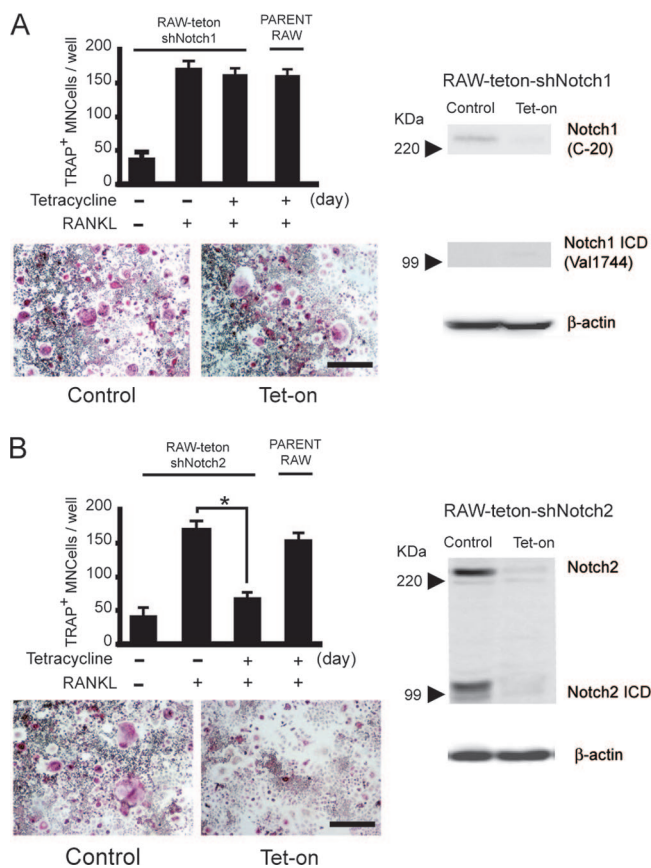 A
RAW-teton
shNotch1
PARENT
RAW
TRAP+ MNCells / well
200
150
100
50
0
Tetracycline – – + + (day)
RANKL – + + +
Control
Tet-on
RAW-teton-shNotch1
KDa
Control Tet-on
220
Notch1
(C-20)
99
Notch1 ICD
(Val1744)
β-actin
B
RAW-teton
shNotch2
PARENT
RAW
TRAP+ MNCells / well
200
150
100
50
0
*
Tetracycline – – + + (day)
RANKL – + + +
Control
Tet-on
RAW-teton-shNotch2
KDa
Control Tet-on
Notch2
220
99
Notch2 ICD
β-actin